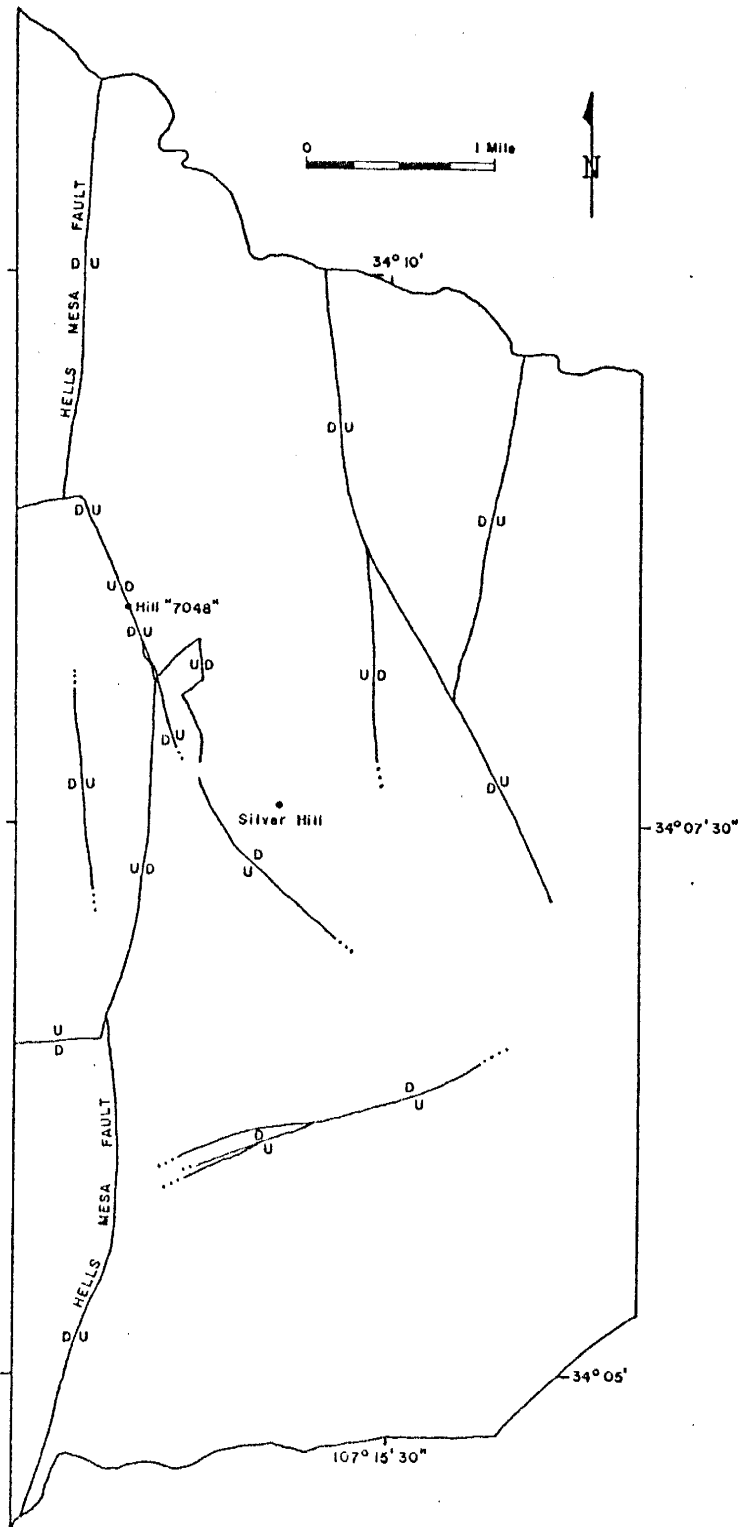 0 1 Mile
N
34° 10'
HELLS MESA FAULT
D U
D U
D U
D U
U D
Hill "7048"
D U
U D
U D
D U
D U
Silver Hill
D U
34° 07' 30"
D
U
U D
U
D
D
U
D
U
HELLS MESA FAULT
D U
34° 05'
107° 15' 30"